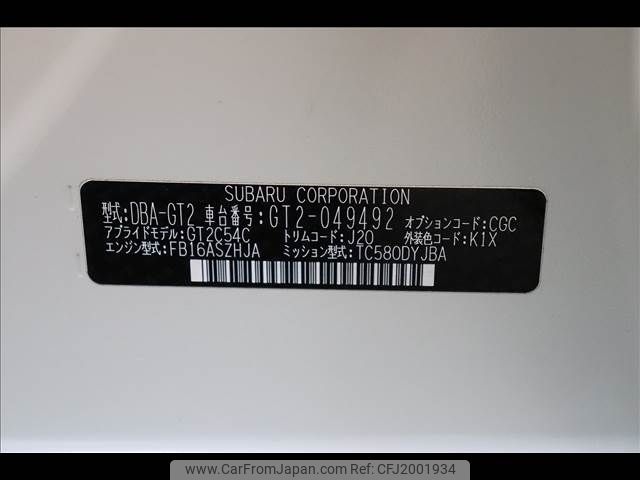 SUBARU CORPORATION
型式:DBA-GT2 車台番号:GT2-049492 オプションコード:CGC
アプライドモデル:GT2C54C トリムコード:J20 外装色コード:K1X
エンジン型式:FB16ASZHJA ミッション型式:TC580DYJBA
www.CarFromJapan.com CFJ2001934